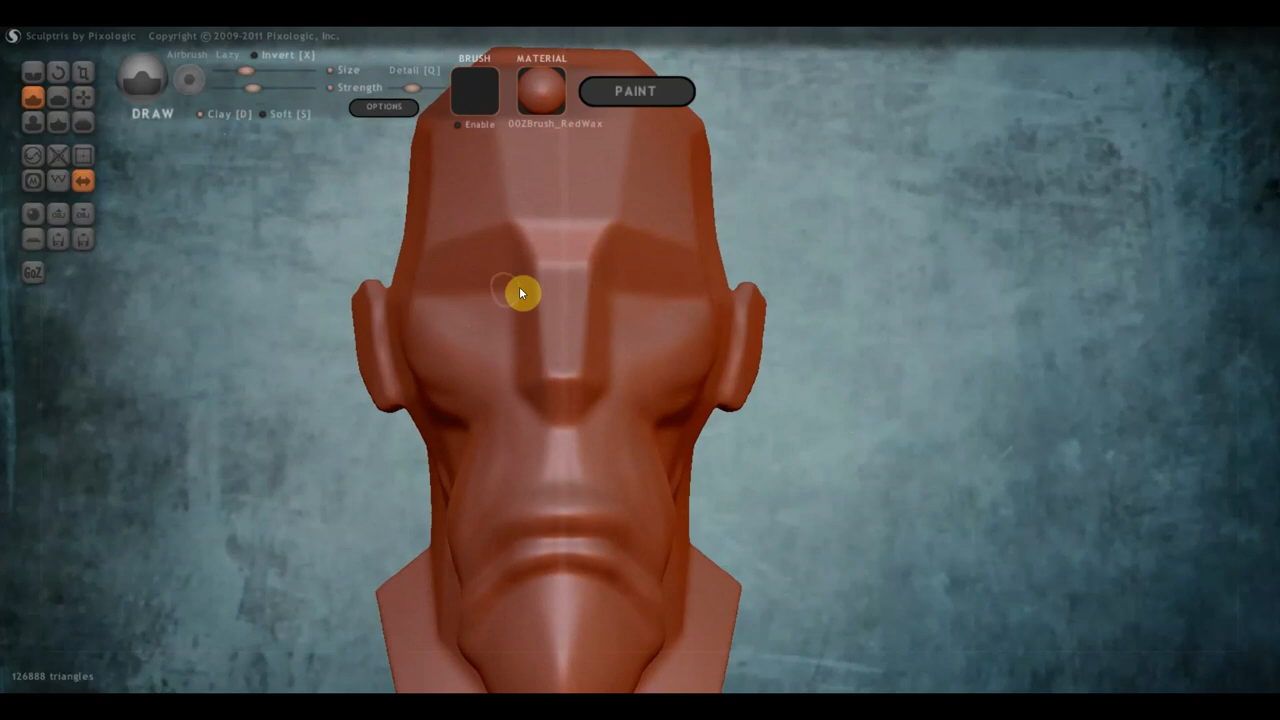 Sculptris by Pixologic Copyright ©2009-2011 Pixologic, Inc.
Airbrush Lazy Invert [X]
Size Detail [Q]
Strength
OPTIONS
DRAW Clay [D] Soft [S]
BRUSH MATERIAL
Enable 00ZBrush_RedWax
PAINT
GoZ
126888 triangles